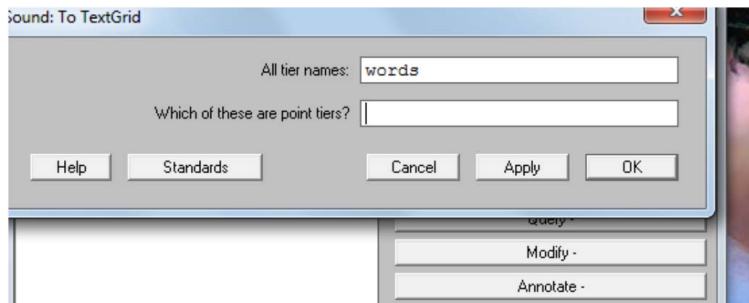 Sound: To TextGrid
All tier names: words
Which of these are point tiers?
Help Standards Cancel Apply OK
Query -
Modify -
Annotate -